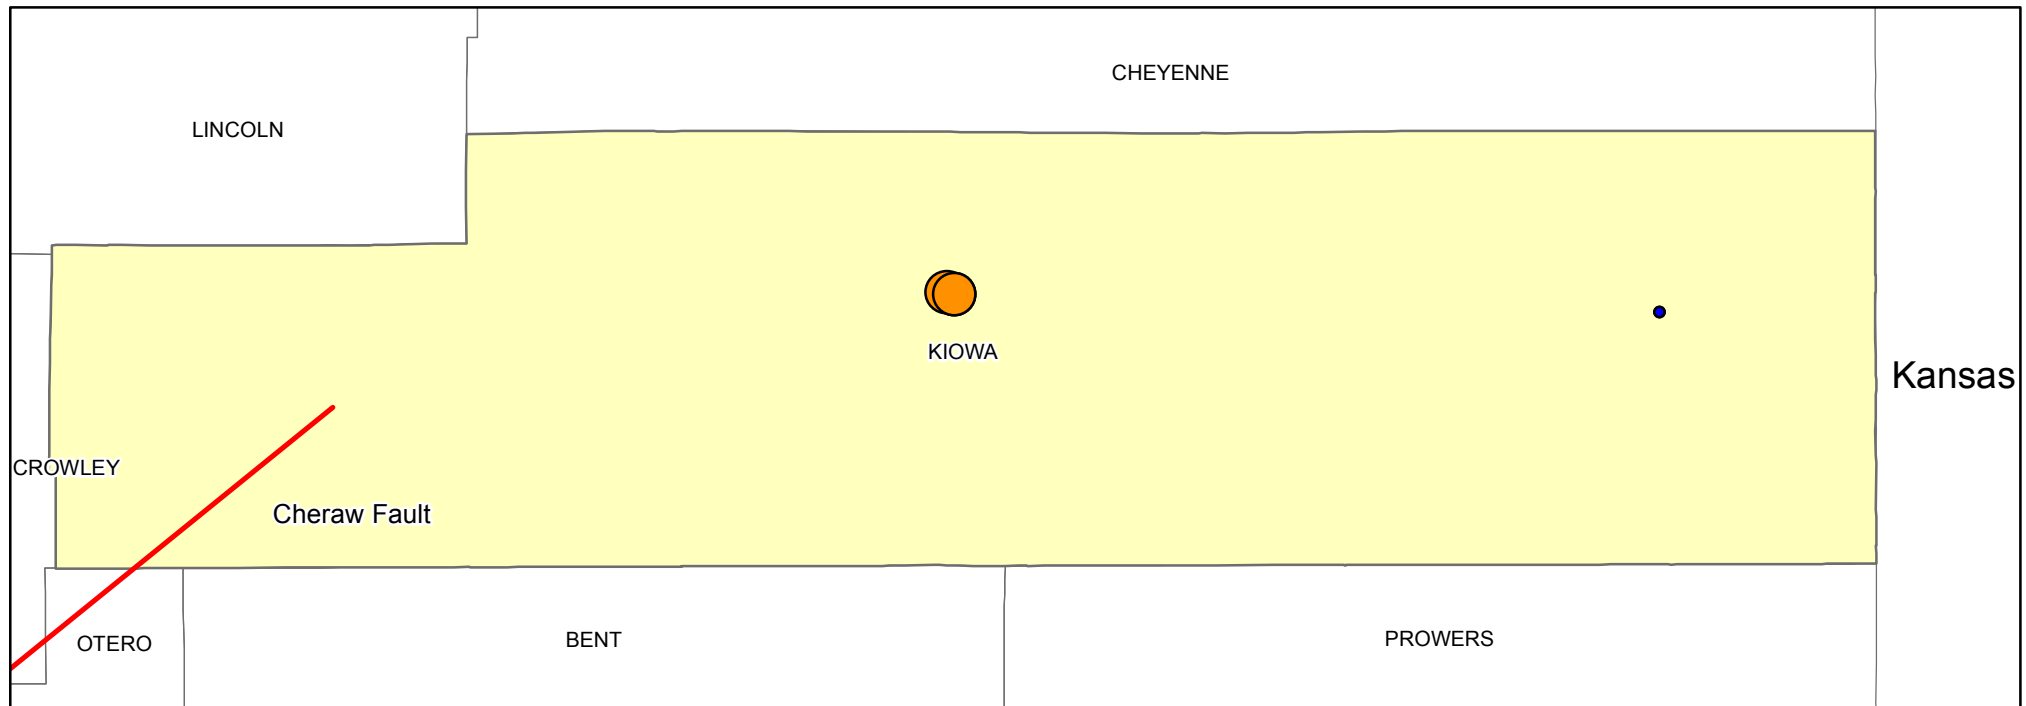 CHEYENNE
LINCOLN
KIOWA
Kansas
CROWLEY
Cheraw Fault
OTERO
BENT
PROWERS